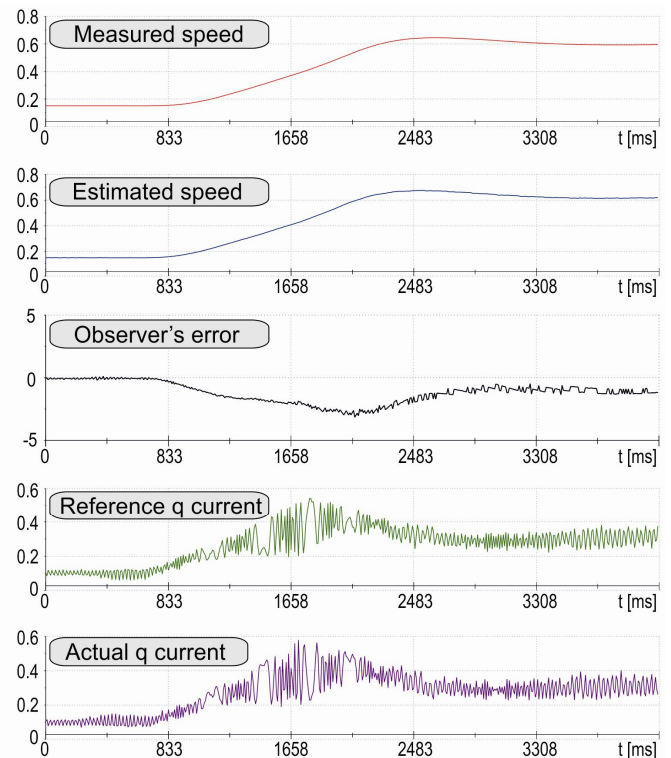 0.8
Measured speed
0.6
0.4
0.2
0
0 833 1658 2483 3308 t [ms]
0.8
Estimated speed
0.6
0.4
0.2
0
0 833 1658 2483 3308 t [ms]
5
Observer's error
0
-5
0 833 1658 2483 3308 t [ms]
0.6
Reference q current
0.4
0.2
0
0 833 1658 2483 3308 t [ms]
0.6
Actual q current
0.4
0.2
0
0 833 1658 2483 3308 t [ms]